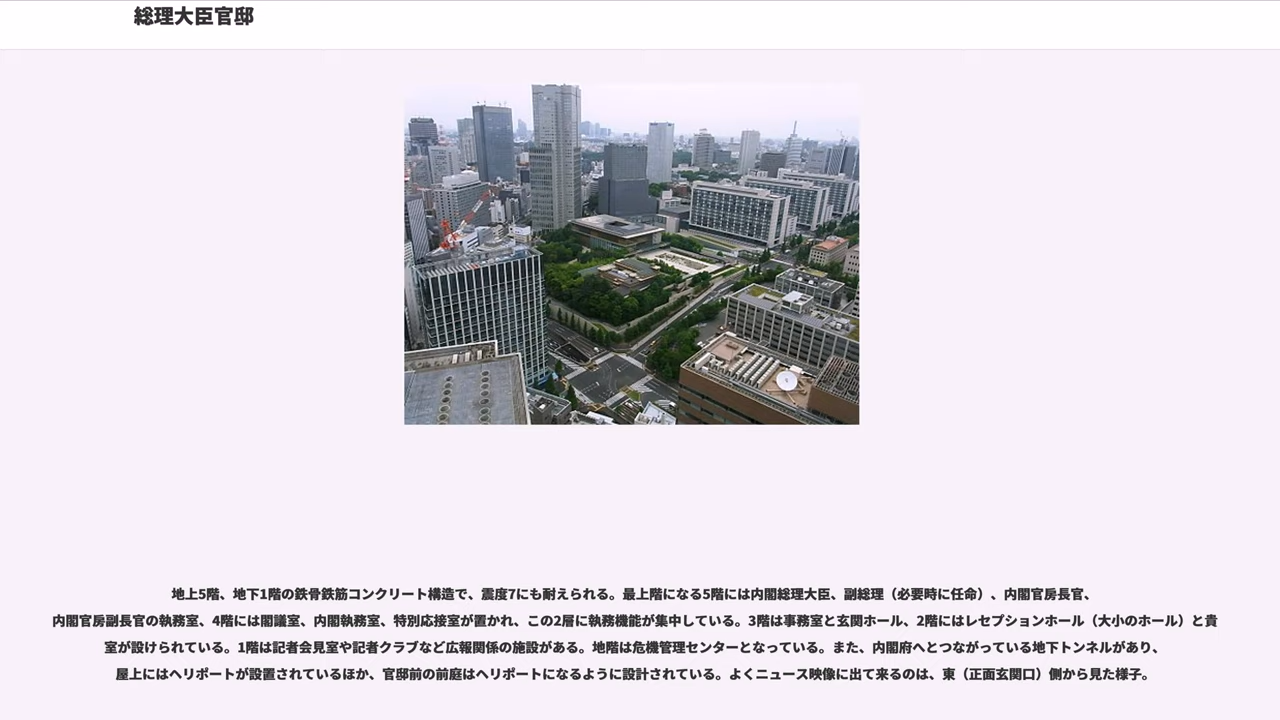 総理大臣官邸
地上5階、地下1階の鉄骨鉄筋コンクリート構造で、震度7にも耐えられる。最上階になる5階には内閣総理大臣、副総理（必要時に任命）、内閣官房長官、
内閣官房副長官の執務室、4階には閣議室、内閣執務室、特別応接室が置かれ、この2層に執務機能が集中している。3階は事務室と玄関ホール、2階にはレセプションホール（大小のホール）と貴
室が設けられている。1階は記者会見室や記者クラブなど広報関係の施設がある。地階は危機管理センターとなっている。また、内閣府へとつながっている地下トンネルがあり、
屋上にはヘリポートが設置されているほか、官邸前の前庭はヘリポートになるように設計されている。よくニュース映像に出て来るのは、東（正面玄関口）側から見た様子。